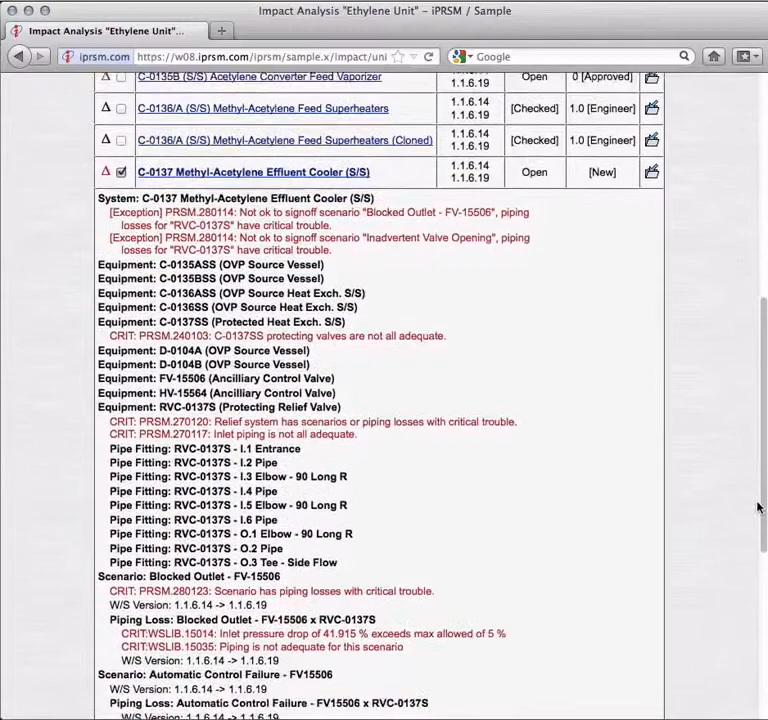 Impact Analysis "Ethylene Unit" – iPRSM / Sample
Impact Analysis "Ethylene Unit"...
iprsm.com https://w08.iprsm.com/iprsm/sample.x/impact/uni Google
Δ C-0135B (S/S) Acetylene Converter Feed Vaporizer 1.1.6.14 1.1.6.19 Open 0 [Approved]
Δ C-0136/A (S/S) Methyl-Acetylene Feed Superheaters 1.1.6.14 1.1.6.19 [Checked] 1.0 [Engineer]
Δ C-0136/A (S/S) Methyl-Acetylene Feed Superheaters (Cloned) 1.1.6.14 1.1.6.19 [Checked] 1.0 [Engineer]
Δ C-0137 Methyl-Acetylene Effluent Cooler (S/S) 1.1.6.14 1.1.6.19 Open [New]
System: C-0137 Methyl-Acetylene Effluent Cooler (S/S)
[Exception] PRSM.280114: Not ok to signoff scenario "Blocked Outlet - FV-15506", piping
losses for "RVC-0137S" have critical trouble.
[Exception] PRSM.280114: Not ok to signoff scenario "Inadvertent Valve Opening", piping
losses for "RVC-0137S" have critical trouble.
Equipment: C-0135ASS (OVP Source Vessel)
Equipment: C-0135BSS (OVP Source Vessel)
Equipment: C-0136ASS (OVP Source Heat Exch. S/S)
Equipment: C-0136SS (OVP Source Heat Exch. S/S)
Equipment: C-0137SS (Protected Heat Exch. S/S)
CRIT: PRSM.240103: C-0137SS protecting valves are not all adequate.
Equipment: D-0104A (OVP Source Vessel)
Equipment: D-0104B (OVP Source Vessel)
Equipment: FV-15506 (Ancilliary Control Valve)
Equipment: HV-15564 (Ancilliary Control Valve)
Equipment: RVC-0137S (Protecting Relief Valve)
CRIT: PRSM.270120: Relief system has scenarios or piping losses with critical trouble.
CRIT: PRSM.270117: Inlet piping is not all adequate.
Pipe Fitting: RVC-0137S - I.1 Entrance
Pipe Fitting: RVC-0137S - I.2 Pipe
Pipe Fitting: RVC-0137S - I.3 Elbow - 90 Long R
Pipe Fitting: RVC-0137S - I.4 Pipe
Pipe Fitting: RVC-0137S - I.5 Elbow - 90 Long R
Pipe Fitting: RVC-0137S - I.6 Pipe
Pipe Fitting: RVC-0137S - O.1 Elbow - 90 Long R
Pipe Fitting: RVC-0137S - O.2 Pipe
Pipe Fitting: RVC-0137S - O.3 Tee - Side Flow
Scenario: Blocked Outlet - FV-15506
CRIT: PRSM.280123: Scenario has piping losses with critical trouble.
W/S Version: 1.1.6.14 -> 1.1.6.19
Piping Loss: Blocked Outlet - FV-15506 x RVC-0137S
CRIT:WSLIB.15014: Inlet pressure drop of 41.915 % exceeds max allowed of 5 %
CRIT:WSLIB.15035: Piping is not adequate for this scenario
W/S Version: 1.1.6.14 -> 1.1.6.19
Scenario: Automatic Control Failure - FV15506
W/S Version: 1.1.6.14 -> 1.1.6.19
Piping Loss: Automatic Control Failure - FV15506 x RVC-0137S
W/S Version: 1.1.6.14 -> 1.1.6.19